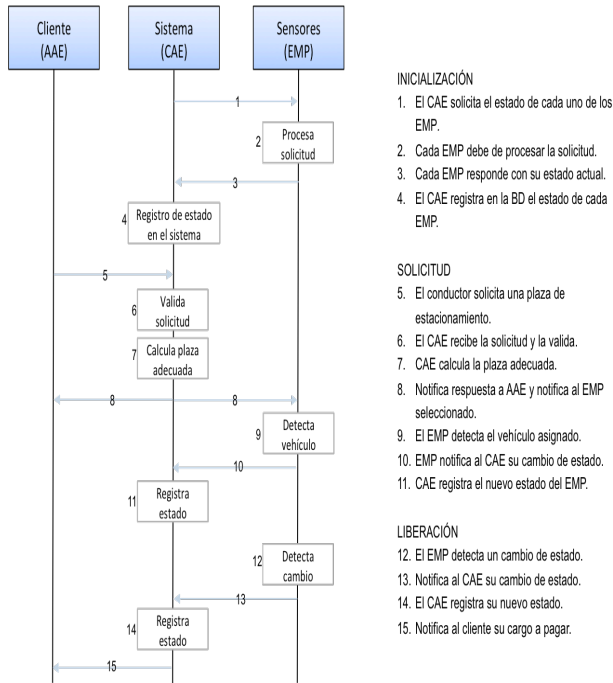 Cliente
(AAE)
Sistema
(CAE)
Sensores
(EMP)
1
2
Procesa
solicitud
3
4
Registro de estado
en el sistema
5
6
Valida
solicitud
7
Calcula plaza
adecuada
8
8
9
Detecta
vehículo
10
11
Registra
estado
12
Detecta
cambio
13
14
Registra
estado
15
INICIALIZACIÓN
1. El CAE solicita el estado de cada uno de los
EMP.
2. Cada EMP debe de procesar la solicitud.
3. Cada EMP responde con su estado actual.
4. El CAE registra en la BD el estado de cada
EMP.
SOLICITUD
5. El conductor solicita una plaza de
estacionamiento.
6. El CAE recibe la solicitud y la valida.
7. CAE calcula la plaza adecuada.
8. Notifica respuesta a AAE y notifica al EMP
seleccionado.
9. El EMP detecta el vehículo asignado.
10. EMP notifica al CAE su cambio de estado.
11. CAE registra el nuevo estado del EMP.
LIBERACIÓN
12. El EMP detecta un cambio de estado.
13. Notifica al CAE su cambio de estado.
14. El CAE registra su nuevo estado.
15. Notifica al cliente su cargo a pagar.